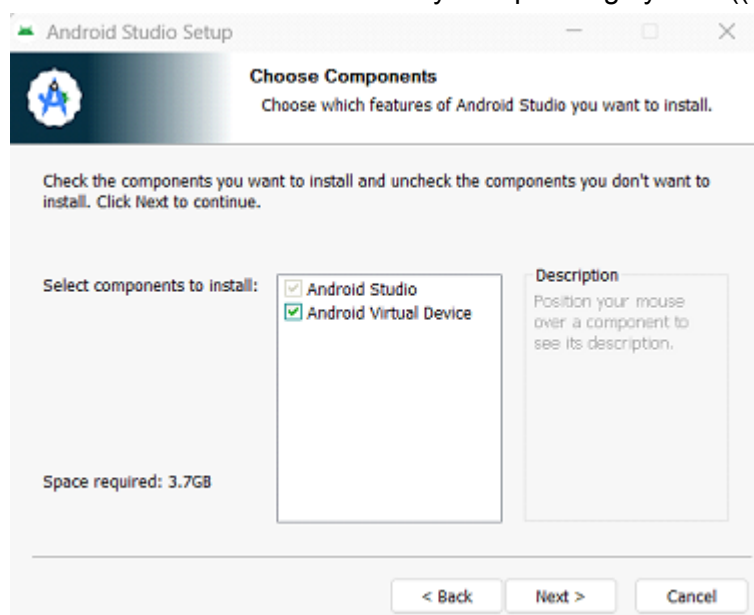 Android Studio Setup
Choose Components
Choose which features of Android Studio you want to install.
Check the components you want to install and uncheck the components you don't want to
install. Click Next to continue.
Select components to install:
Android Studio
Android Virtual Device
Description
Position your mouse
over a component to
see its description.
Space required: 3.7GB
< Back
Next >
Cancel